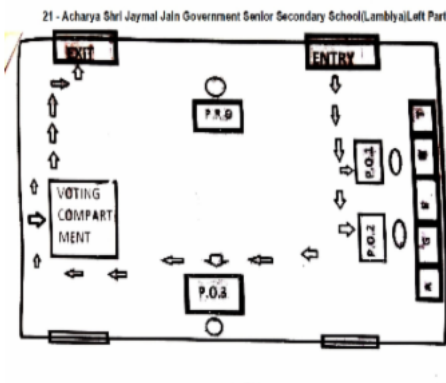 21 - Acharya Shri Jaymal Jain Government Senior Secondary School(Lambiya)Left Part
EXIT
ENTRY
P.R.O
P.O.1
VOTING
COMPART
MENT
P.O.2
P.O.3